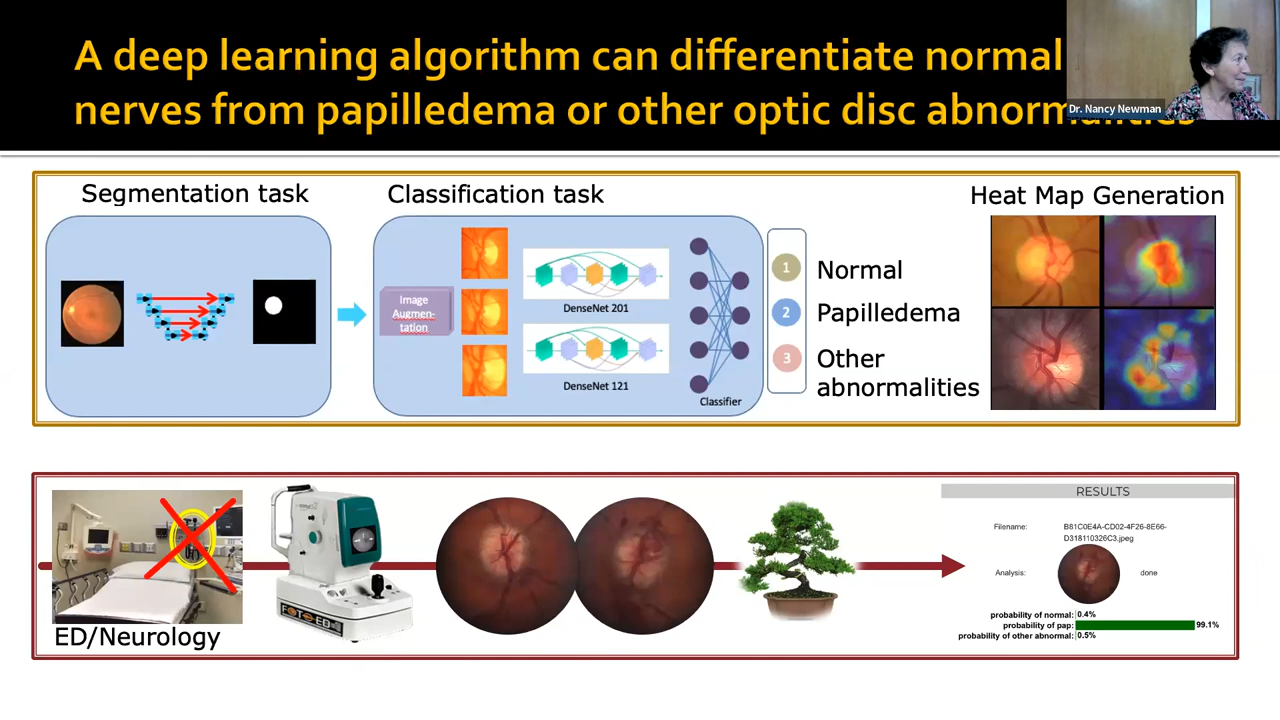 A deep learning algorithm can differentiate normal
nerves from papilledema or other optic disc abnormalities
Dr. Nancy Newman
Segmentation task
Classification task
Heat Map Generation
Image
Augmen-
tation
DenseNet 201
DenseNet 121
Classifier
1
Normal
2
Papilledema
3
Other
abnormalities
ED/Neurology
FOTO-ED
RESULTS
Filename:
B81C0E4A-CD02-4F26-8E66-
D318110326C3.jpeg
Analysis:
done
probability of normal: 0.4%
probability of pap: 99.1%
probability of other abnormal: 0.5%